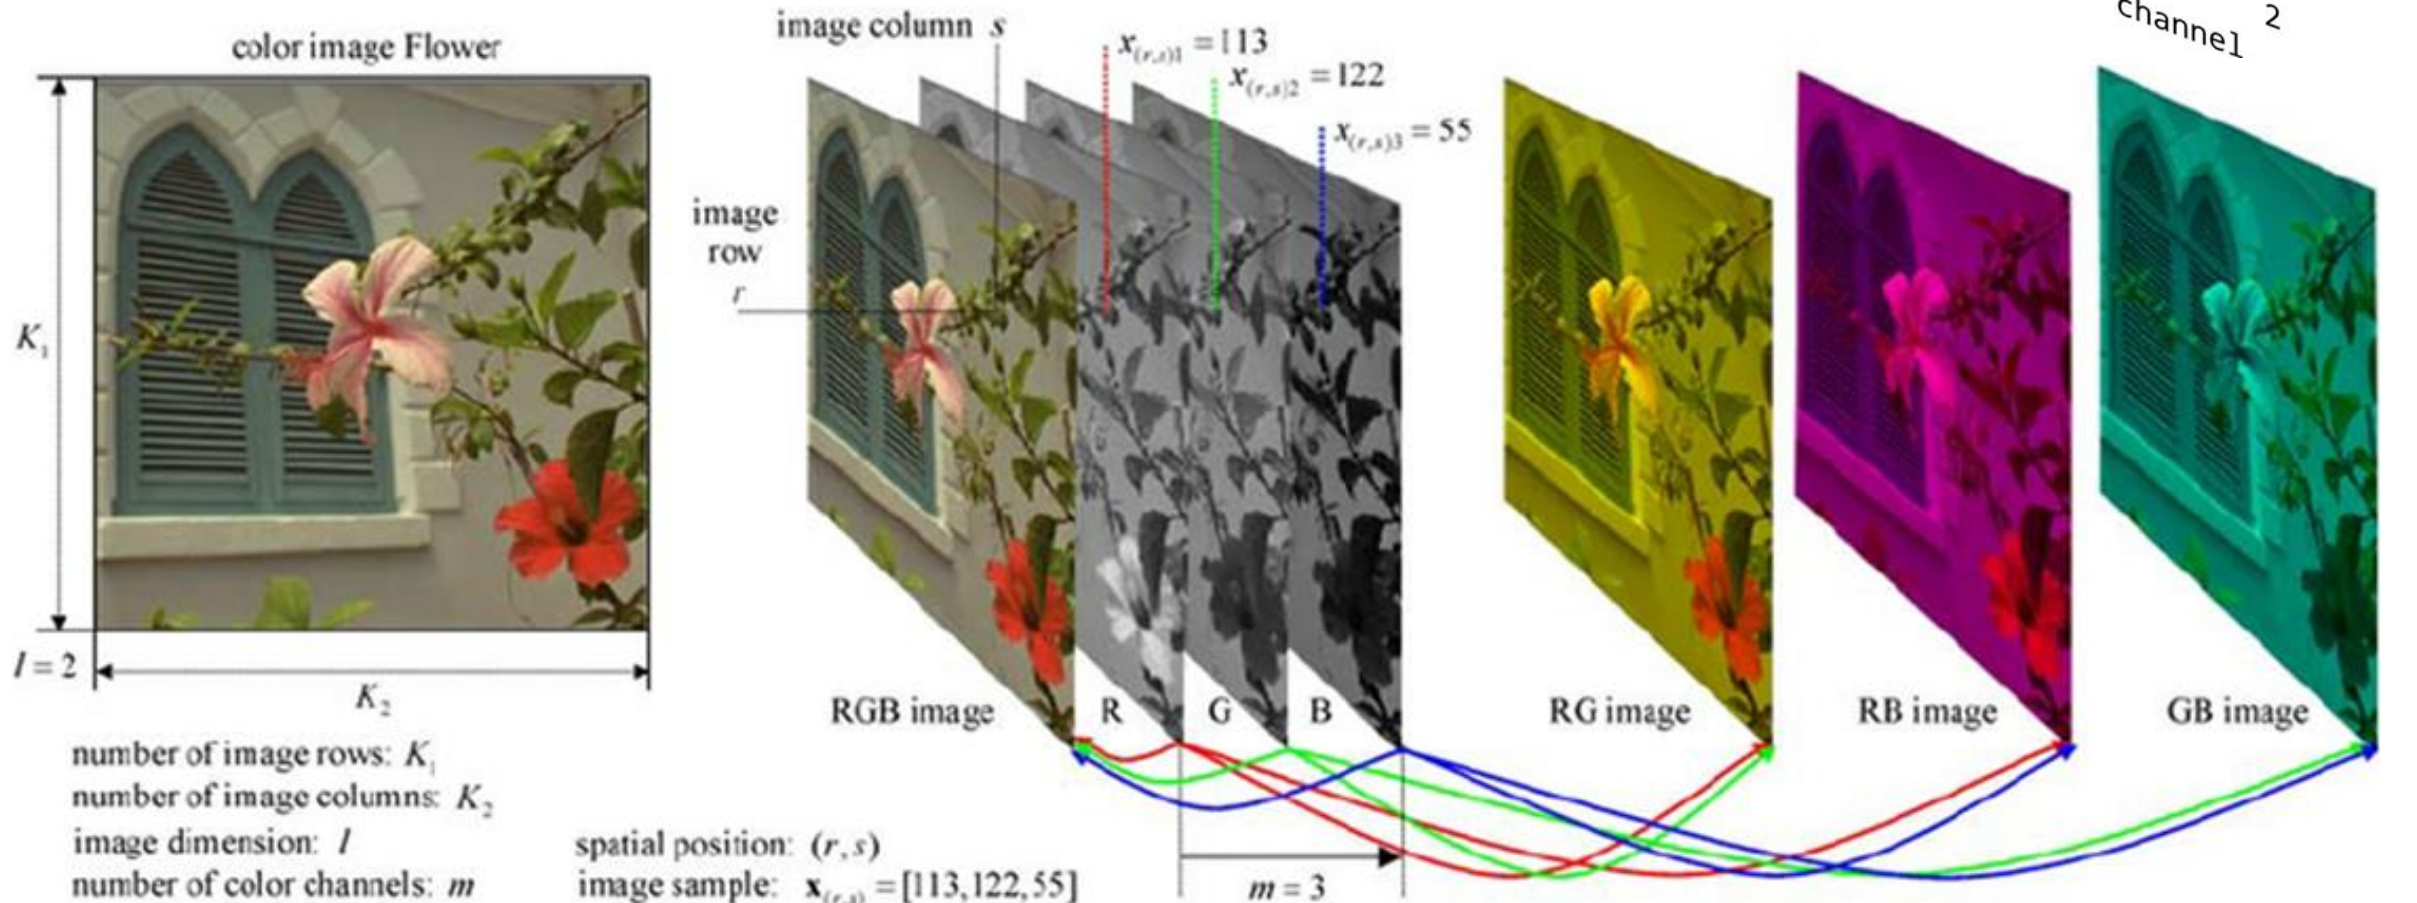 color image Flower
K₁
l = 2
K₂
number of image rows: K₁
number of image columns: K₂
image dimension: l
number of color channels: m
image column s
x(r,s)1 = 113
x(r,s)2 = 122
x(r,s)3 = 55
image
row
r
RGB image
R
G
B
spatial position: (r,s)
image sample: x(r,s) = [113,122,55]
m = 3
RG image
RB image
GB image
channel 2